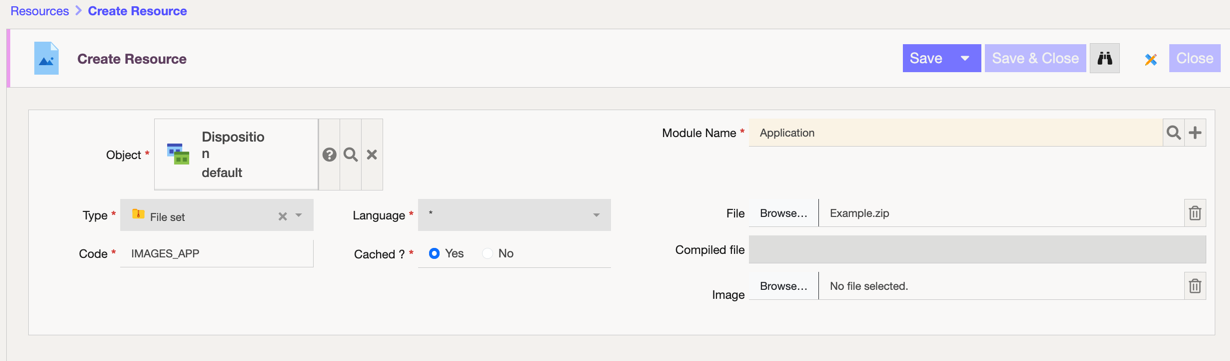 Resources > Create Resource
Create Resource
Save
Save & Close
Close
Object *
Dispositio
n
default
Module Name *
Application
Type *
File set
Language *
*
File
Browse...
Example.zip
Code *
IMAGES_APP
Cached ? *
Yes
No
Compiled file
Image
Browse...
No file selected.